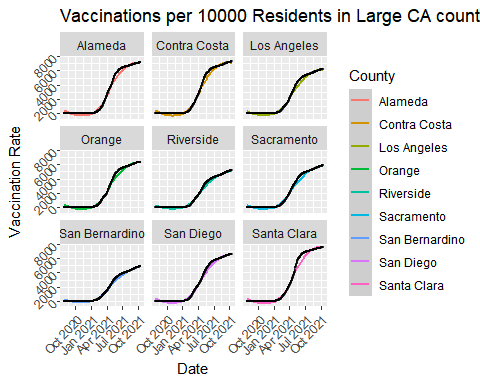 Vaccinations per 10000 Residents in Large CA count
Alameda Contra Costa Los Angeles
8000
6000
4000
2000
Orange Riverside Sacramento
8000
6000
4000
2000
San Bernardino San Diego Santa Clara
8000
6000
4000
2000
Oct 2020 Jan 2021 Apr 2021 Jul 2021 Oct 2021 Oct 2020 Jan 2021 Apr 2021 Jul 2021 Oct 2021 Oct 2020 Jan 2021 Apr 2021 Jul 2021 Oct 2021
Date
Vaccination Rate
County
Alameda
Contra Costa
Los Angeles
Orange
Riverside
Sacramento
San Bernardino
San Diego
Santa Clara